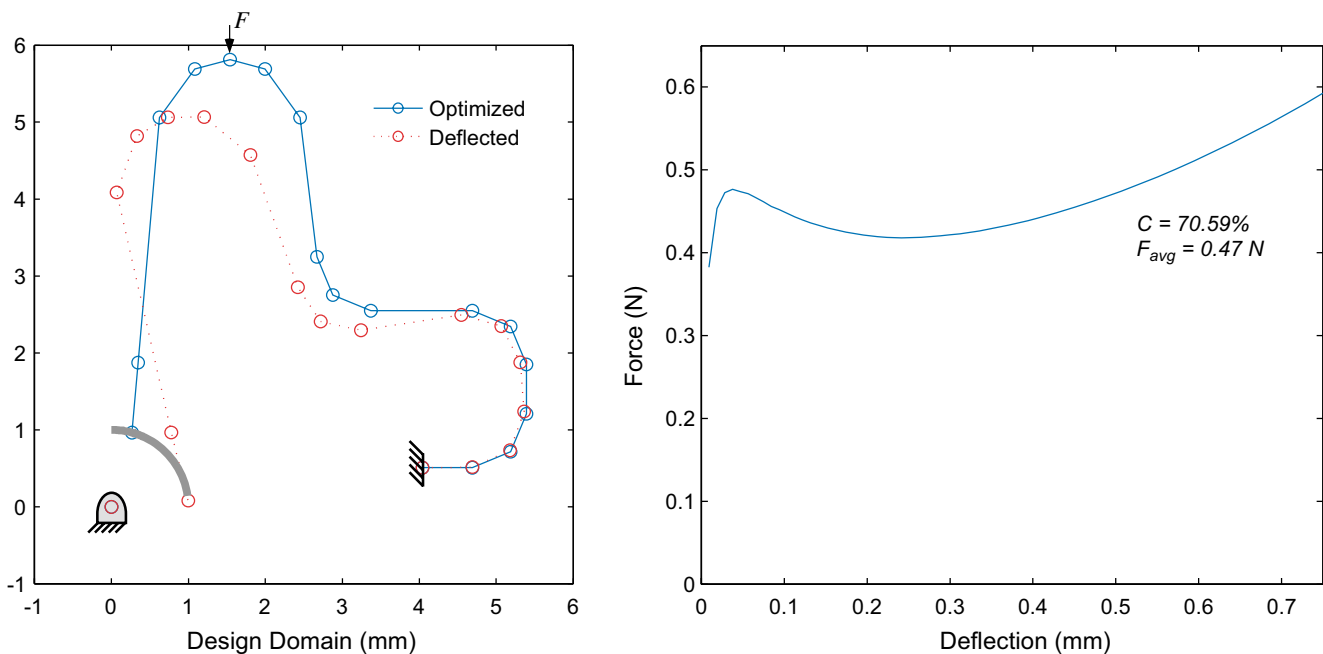 F
6
5
4
3
2
1
0
-1
-1 0 1 2 3 4 5 6
Design Domain (mm)
Optimized
Deflected
0.6
0.5
0.4
0.3
0.2
0.1
0
0 0.1 0.2 0.3 0.4 0.5 0.6 0.7
Deflection (mm)
Force (N)
C = 70.59%
Favg = 0.47 N